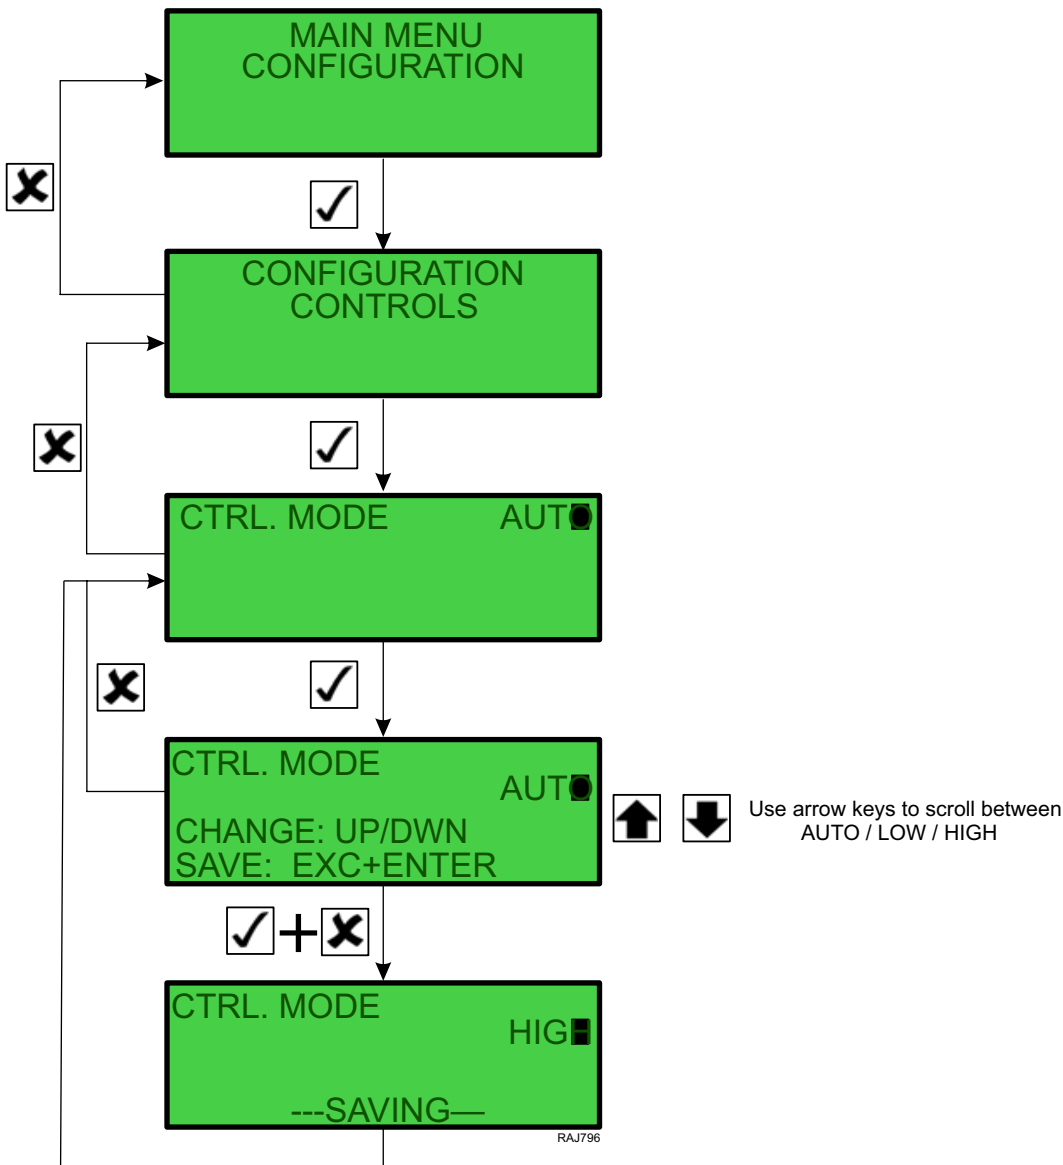 MAIN MENU
CONFIGURATION
CONFIGURATION
CONTROLS
CTRL. MODE AUTO
CTRL. MODE
AUTO
CHANGE: UP/DWN
SAVE: EXC+ENTER
Use arrow keys to scroll between
AUTO / LOW / HIGH
+
CTRL. MODE
HIGH
---SAVING—
RAJ796